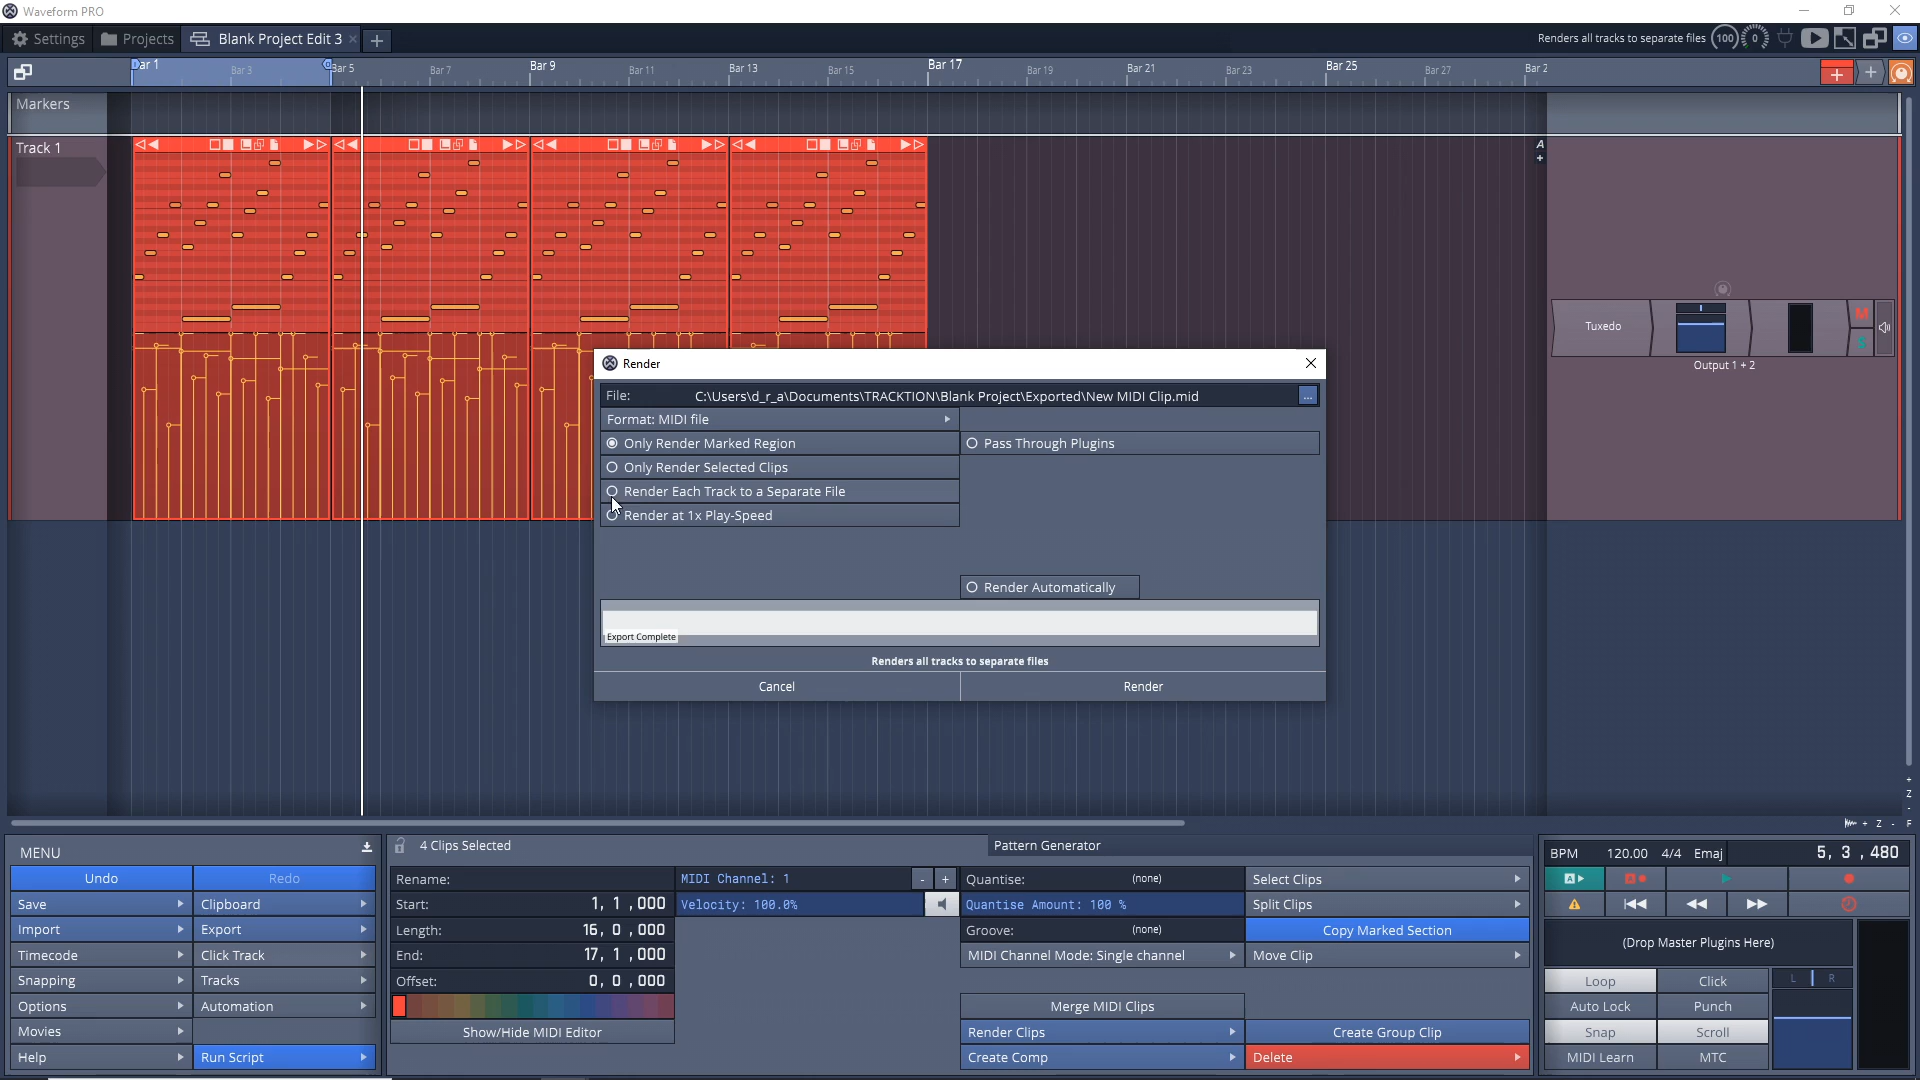 Waveform PRO
Settings Projects Blank Project Edit 3 Renders all tracks to separate files 100 0
Bar 1 Bar 3 Bar 5 Bar 7 Bar 9 Bar 11 Bar 13 Bar 15 Bar 17 Bar 19 Bar 21 Bar 23 Bar 25 Bar 27
Markers
Track 1
A
Tuxedo M
S
Output 1 + 2
Render
File: C:\Users\d_r_a\Documents\TRACKTION\Blank Project\Exported\New MIDI Clip.mid ...
Format: MIDI file
Only Render Marked Region Pass Through Plugins
Only Render Selected Clips
Render Each Track to a Separate File
Render at 1x Play-Speed
Render Automatically
Export Complete
Renders all tracks to separate files
Cancel Render
+
Z
-
+ Z - F
MENU
Undo Redo
Save Clipboard
Import Export
Timecode Click Track
Snapping Tracks
Options Automation
Movies
Help Run Script
4 Clips Selected Pattern Generator
Rename: MIDI Channel: 1 - + Quantise: (none) Select Clips
Start: 1, 1 ,000 Velocity: 100.0% Quantise Amount: 100 % Split Clips
Length: 16, 0 ,000 Groove: (none) Copy Marked Section
End: 17, 1 ,000 MIDI Channel Mode: Single channel Move Clip
Offset: 0, 0 ,000
Merge MIDI Clips
Show/Hide MIDI Editor Render Clips Create Group Clip
Create Comp Delete
BPM 120.00 4/4 Emaj 5, 3 ,480
A A
(Drop Master Plugins Here)
Loop Click L R
Auto Lock Punch
Snap Scroll
MIDI Learn MTC